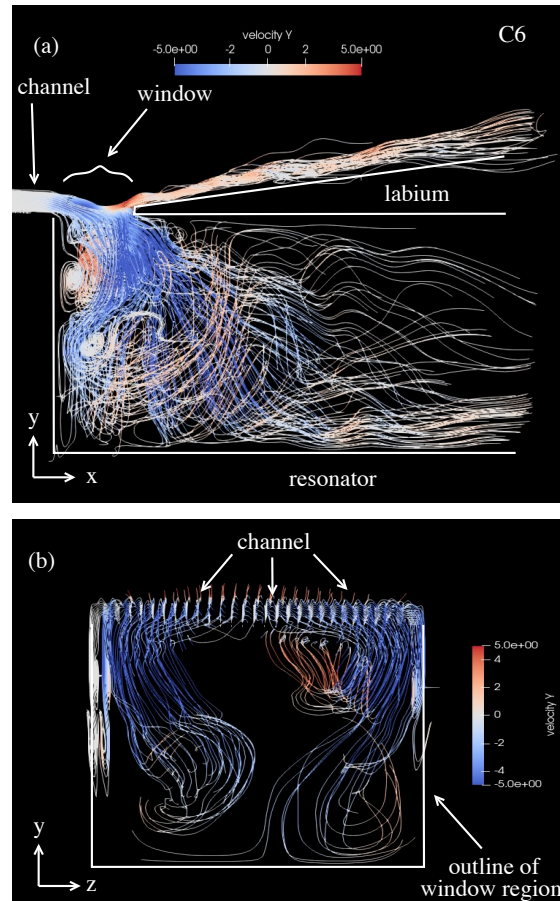 (a)
velocity Y
C6
-5.0e+00 -2 0 2 5.0e+00
channel
window
labium
y
x
resonator
(b)
channel
5.0e+00
4
2
0
-2
-4
-5.0e+00
velocity Y
y
z
outline of
window region